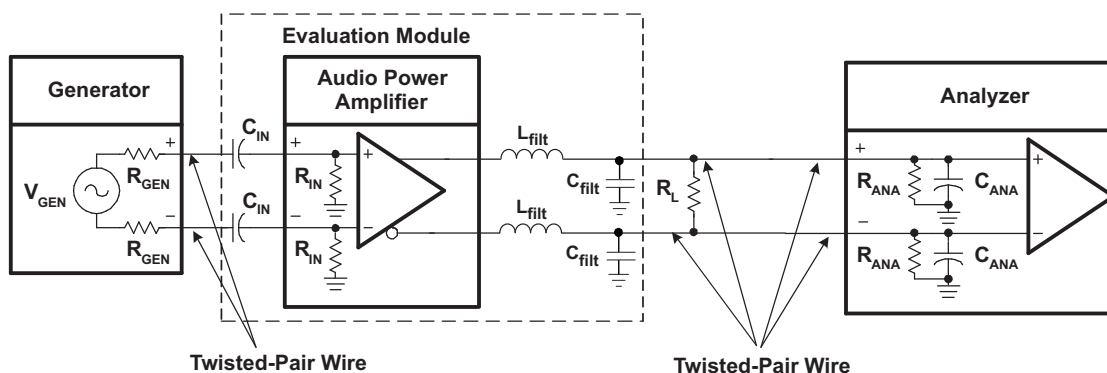 Evaluation Module
Generator
Audio Power
Amplifier
Analyzer
V_GEN
+
R_GEN
−
R_GEN
C_IN
C_IN
+
R_IN
−
R_IN
+
−
L_filt
C_filt
L_filt
C_filt
R_L
+
R_ANA
C_ANA
−
R_ANA
C_ANA
+
−
Twisted-Pair Wire
Twisted-Pair Wire